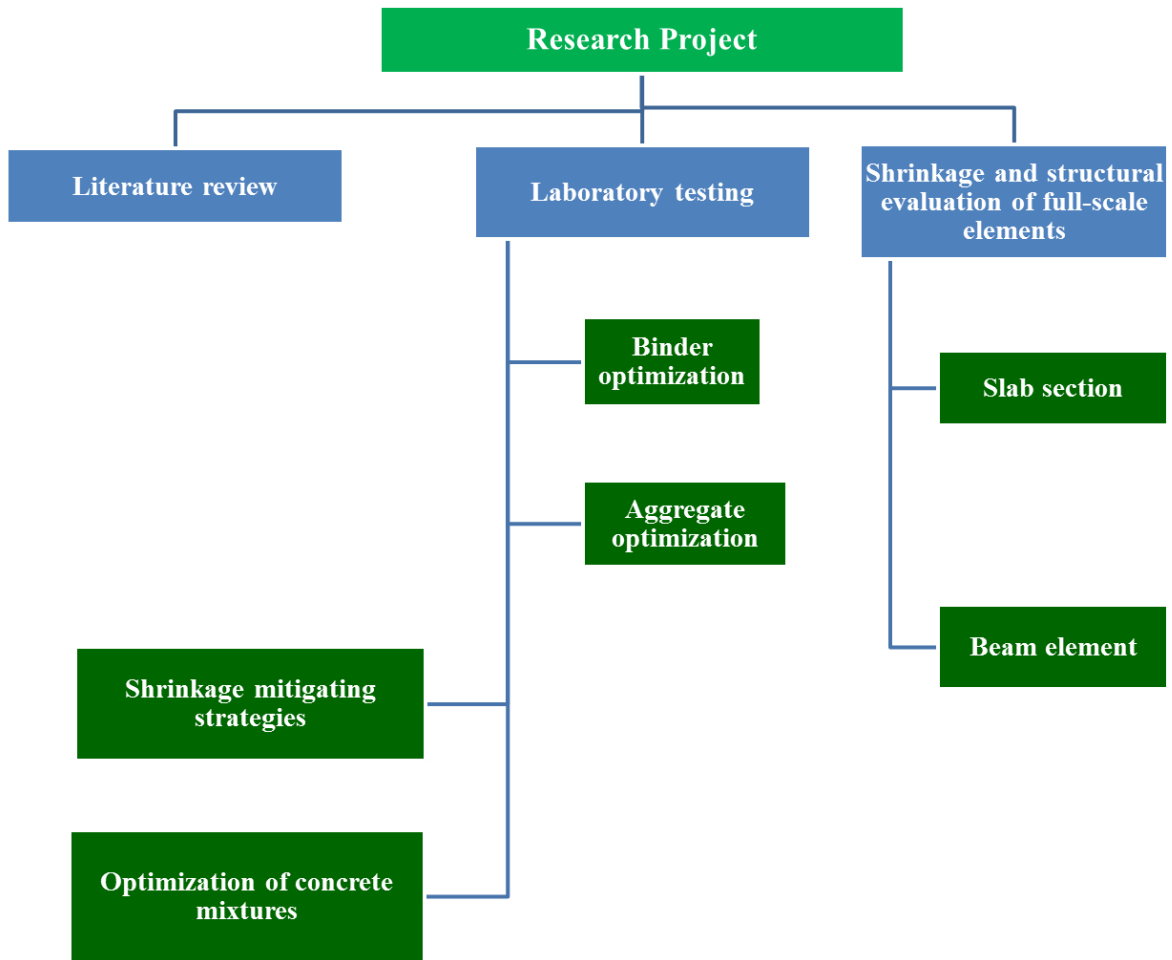 Research Project
Literature review
Laboratory testing
Shrinkage and structural
evaluation of full-scale
elements
Binder
optimization
Aggregate
optimization
Shrinkage mitigating
strategies
Optimization of concrete
mixtures
Slab section
Beam element